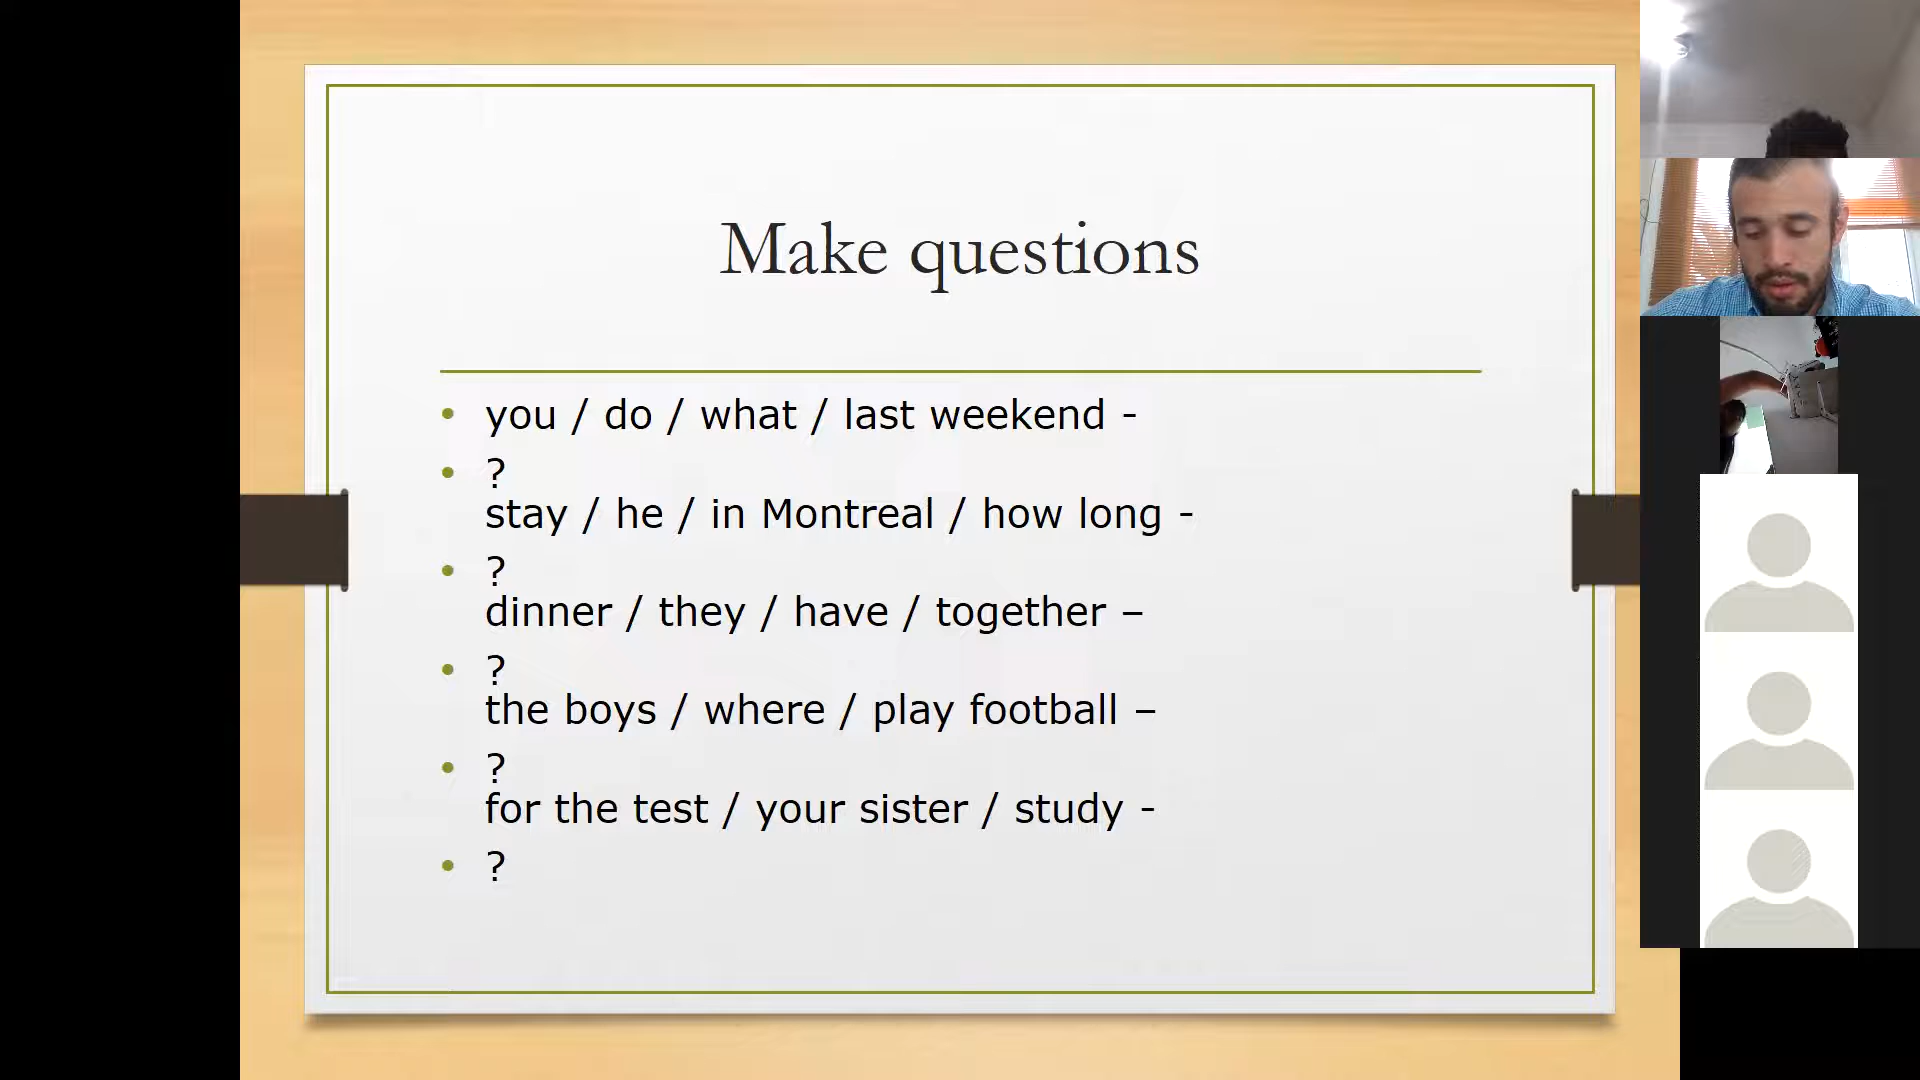 Make questions
you / do / what / last weekend -
?
stay / he / in Montreal / how long -
?
dinner / they / have / together –
?
the boys / where / play football –
?
for the test / your sister / study -
?